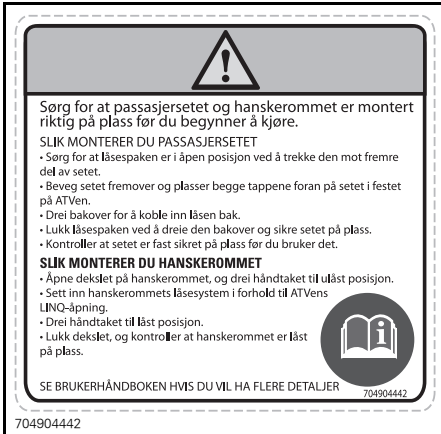 Sørg for at passasjersetet og hanskerommet er montert
riktig på plass før du begynner å kjøre.
SLIK MONTERER DU PASSASJERSETET
• Sørg for at låsespaken er i åpen posisjon ved å trekke den mot fremre
del av setet.
• Beveg setet fremover og plasser begge tappene foran på setet i festet
på ATVen.
• Drei bakover for å koble inn låsen bak.
• Lukk låsespaken ved å dreie den bakover og sikre setet på plass.
• Kontroller at setet er fast sikret på plass før du bruker det.
SLIK MONTERER DU HANSKEROMMET
• Åpne dekslet på hanskerommet, og drei håndtaket til ulåst posisjon.
• Sett inn hanskerommets låsesystem i forhold til ATVens
LINQ-åpning.
• Drei håndtaket til låst posisjon.
• Lukk dekslet, og kontroller at hanskerommet er låst
på plass.
SE BRUKERHÅNDBOKEN HVIS DU VIL HA FLERE DETALJER
704904442
704904442